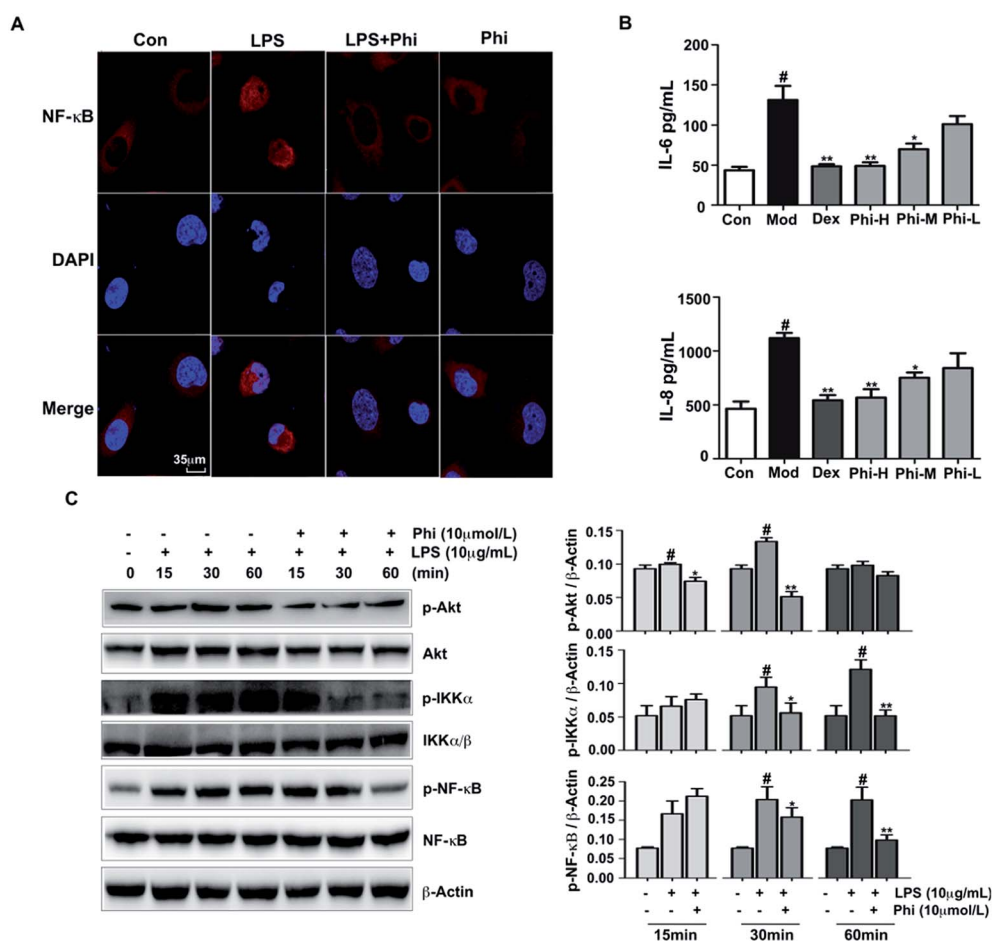 A
Con LPS LPS+Phi Phi
NF-κB
DAPI
Merge
35μm
B
IL-6 pg/mL
200
150
100
50
0
#
**
**
*
Con Mod Dex Phi-H Phi-M Phi-L
IL-8 pg/mL
1500
1000
500
0
#
**
**
*
Con Mod Dex Phi-H Phi-M Phi-L
C
- - - - + + + Phi (10μmol/L)
- + + + + + + LPS (10μg/mL)
0 15 30 60 15 30 60 (min)
p-Akt
Akt
p-IKKα
IKKα/β
p-NF-κB
NF-κB
β-Actin
p-Akt/β-Actin
0.15
0.10
0.05
0.00
#
*
#
**
p-IKKα/β-Actin
0.15
0.10
0.05
0.00
#
*
#
**
p-NF-κB/β-Actin
0.25
0.20
0.15
0.10
0.05
0.00
#
*
#
**
- + + - + + - + + LPS (10μg/mL)
- - + - - + - - + Phi (10μmol/L)
15min 30min 60min